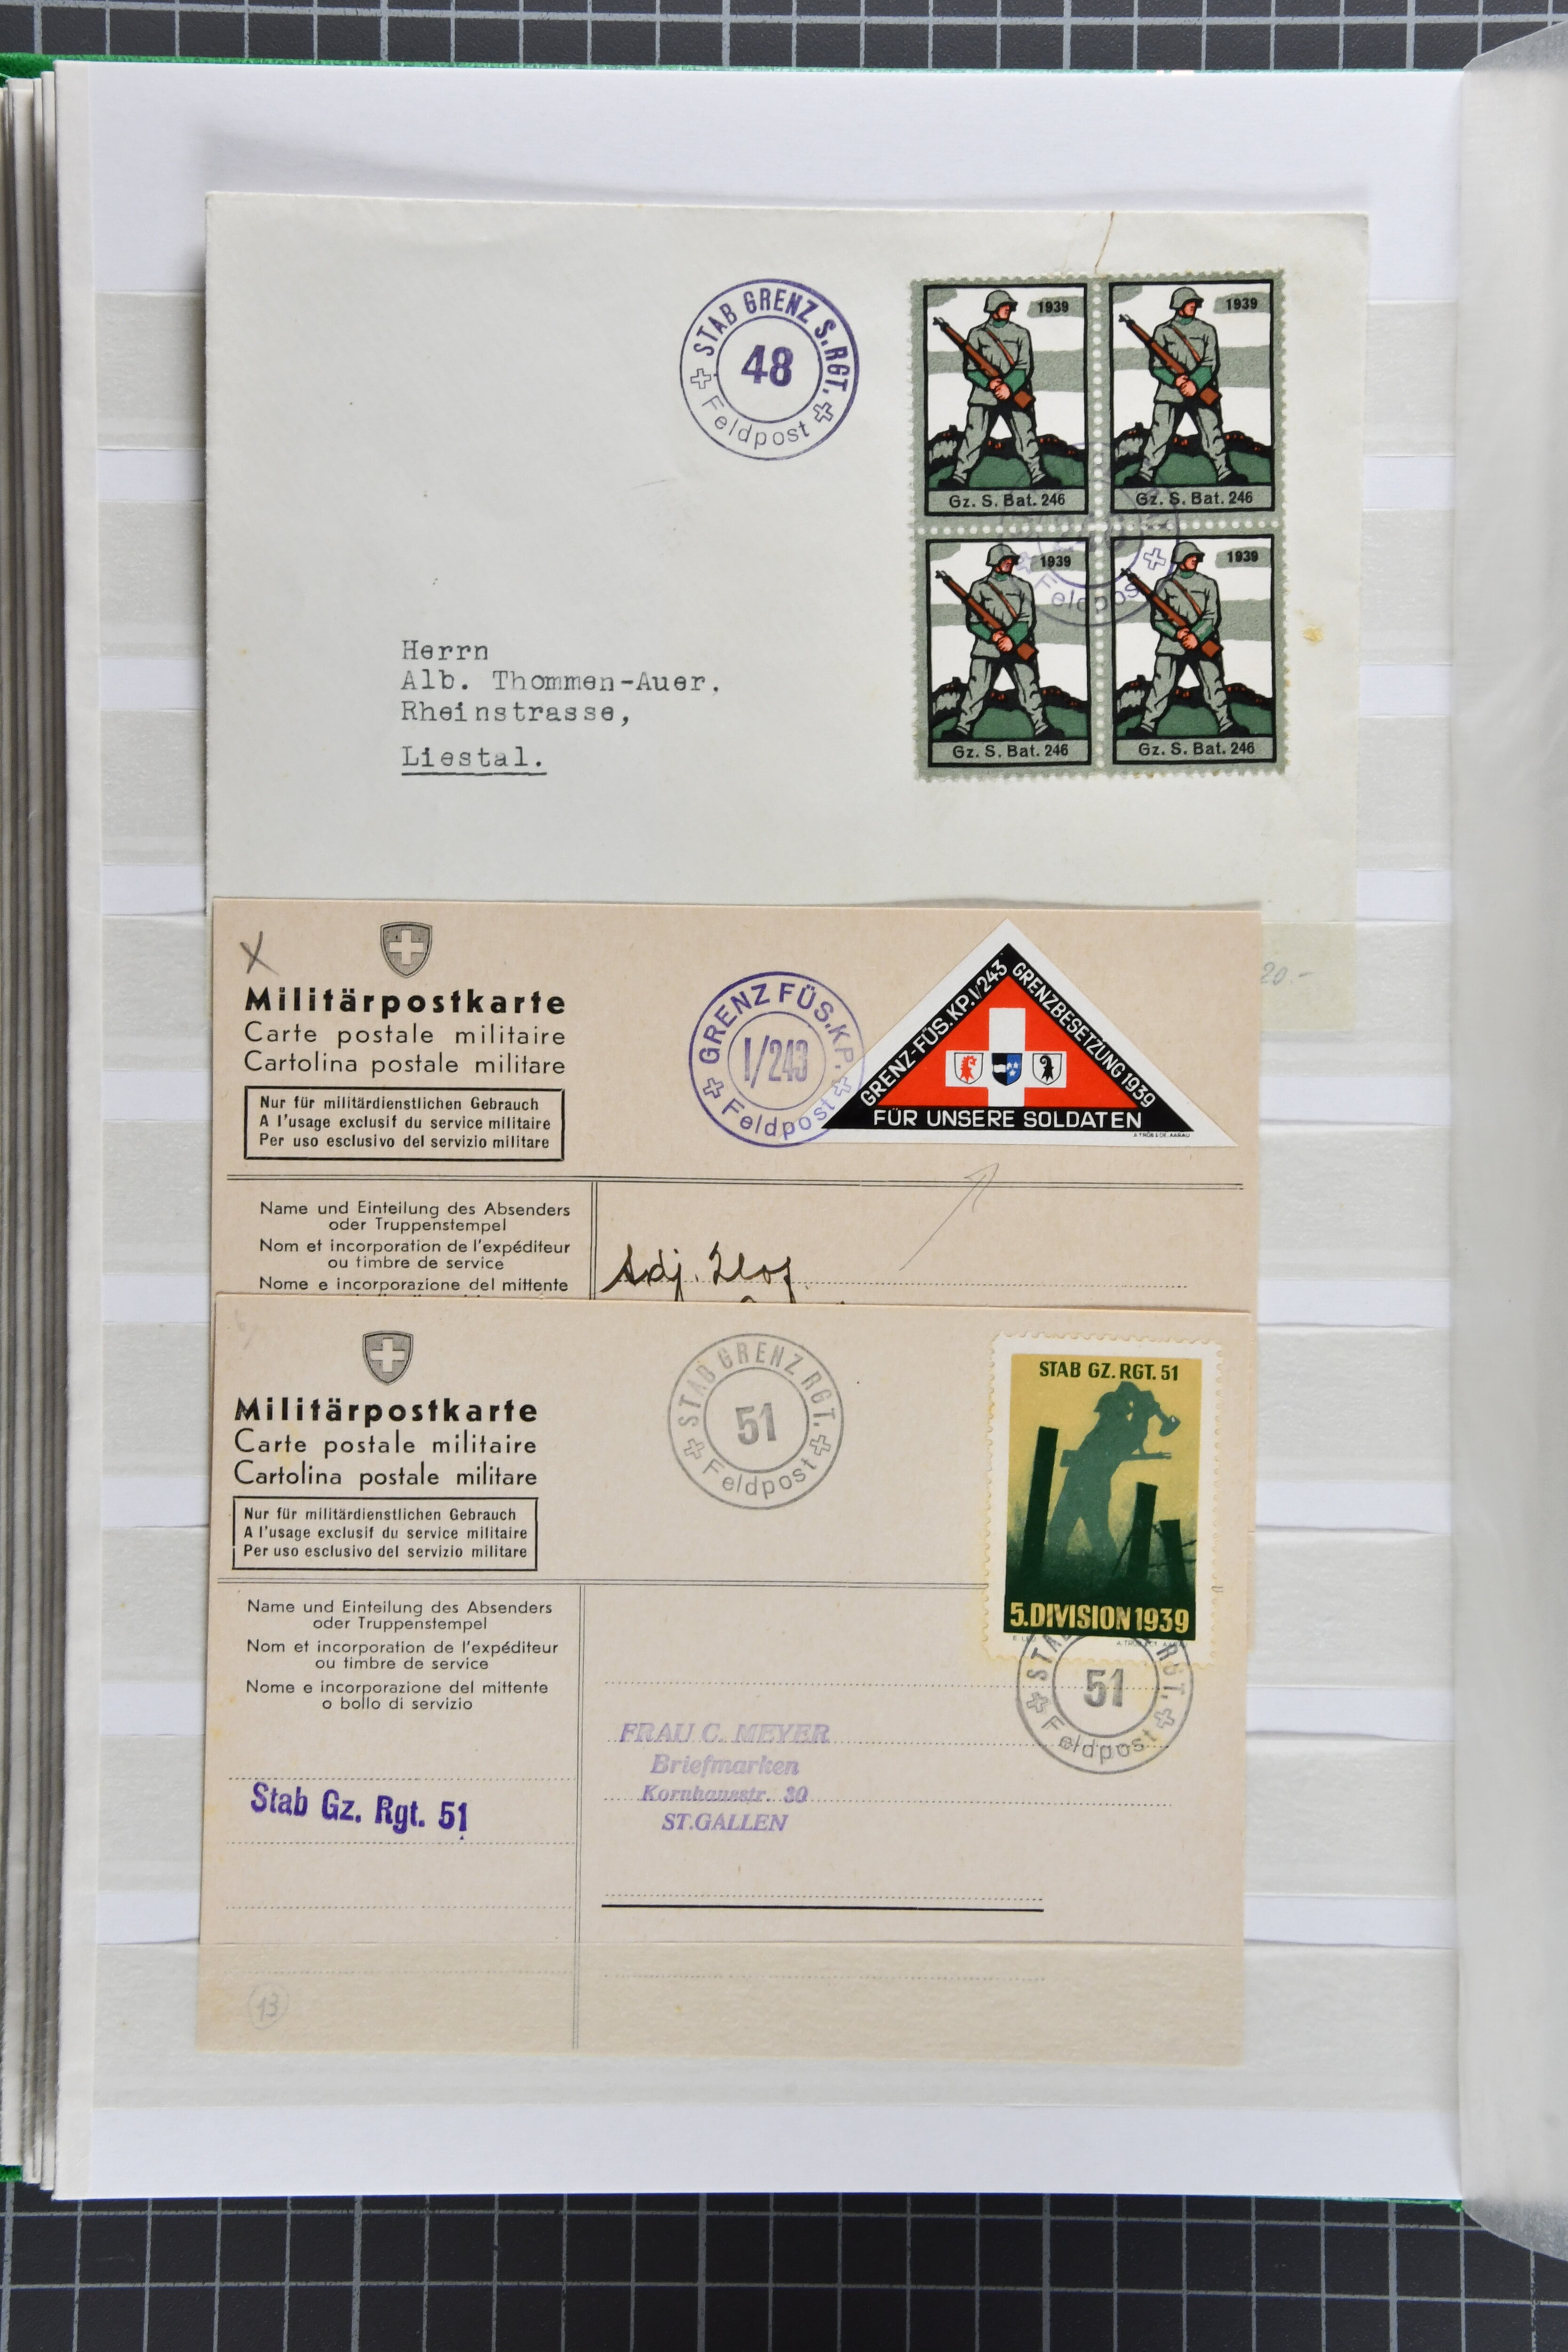 STAB GRENZ S. RGT.
48
Feldpost
1939
1939
Gz. S. Bat. 246
Gz. S. Bat. 246
1939
1939
Gz. S. Bat. 246
Gz. S. Bat. 246
Feldpost
Herrn
Alb. Thommen-Auer.
Rheinstrasse,
Liestal.
20.-
X
Militärpostkarte
Carte postale militaire
Cartolina postale militare
Nur für militärdienstlichen Gebrauch
A l'usage exclusif du service militaire
Per uso esclusivo del servizio militare
GRENZ FÜS. KP.
I/243
Feldpost
GRENZ-FÜS. KP. I/243
GRENZBESETZUNG 1939
FÜR UNSERE SOLDATEN
Name und Einteilung des Absenders
oder Truppenstempel
Nom et incorporation de l'expéditeur
ou timbre de service
Nome e incorporazione del mittente
Adj.
Militärpostkarte
Carte postale militaire
Cartolina postale militare
Nur für militärdienstlichen Gebrauch
A l'usage exclusif du service militaire
Per uso esclusivo del servizio militare
STAB GRENZ RGT.
51
Feldpost
STAB GZ. RGT. 51
5. DIVISION 1939
Name und Einteilung des Absenders
oder Truppenstempel
Nom et incorporation de l'expéditeur
ou timbre de service
Nome e incorporazione del mittente
o bollo di servizio
STAB RGT.
51
Feldpost
FRAU C. MEYER
Briefmarken
Kornhausstr. 30
ST. GALLEN
Stab Gz. Rgt. 51
13